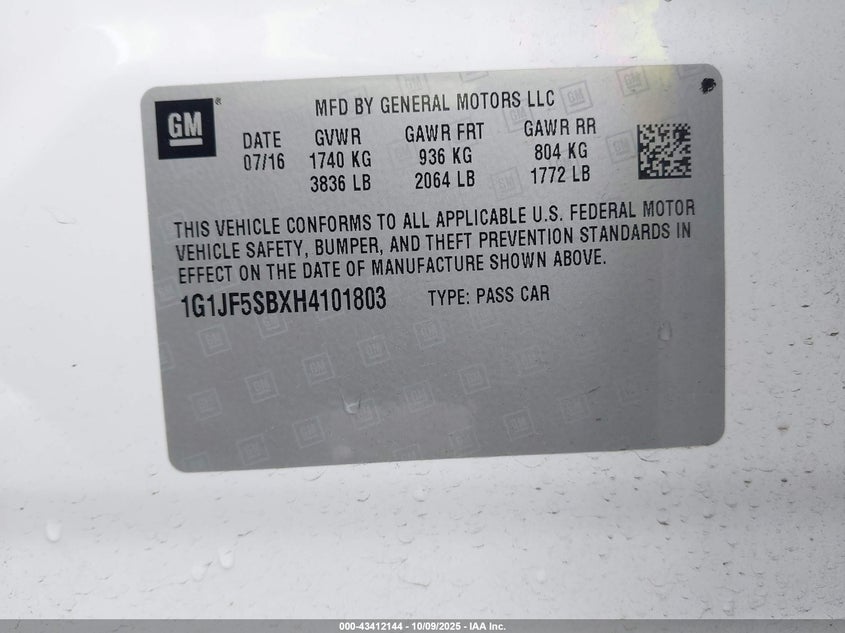 GM
®
MFD BY GENERAL MOTORS LLC
DATE GVWR GAWR FRT GAWR RR
07/16 1740 KG 936 KG 804 KG
3836 LB 2064 LB 1772 LB
THIS VEHICLE CONFORMS TO ALL APPLICABLE U.S. FEDERAL MOTOR
VEHICLE SAFETY, BUMPER, AND THEFT PREVENTION STANDARDS IN
EFFECT ON THE DATE OF MANUFACTURE SHOWN ABOVE.
1G1JF5SBXH4101803 TYPE: PASS CAR
000-43412144 - 10/09/2025 - IAA Inc.